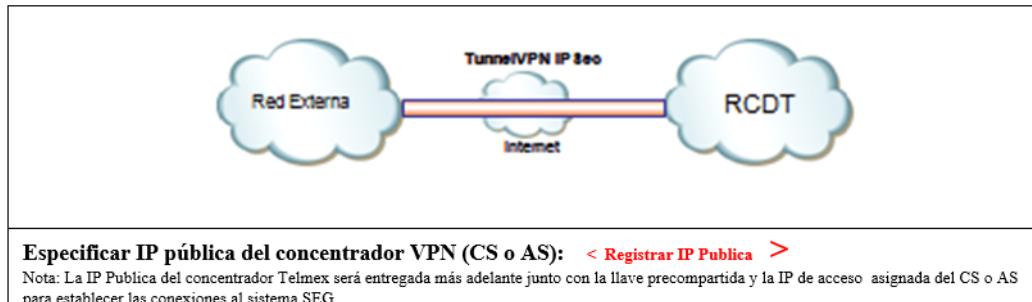 TunnelVPN IP Sec
Red Externa
RCDT
Internet
Especificar IP pública del concentrador VPN (CS o AS): < Registrar IP Publica >
Nota: La IP Publica del concentrador Telmex será entregada más adelante junto con la llave precompartida y la IP de acceso asignada del CS o AS
para establecer las conexiones al sistema SEG